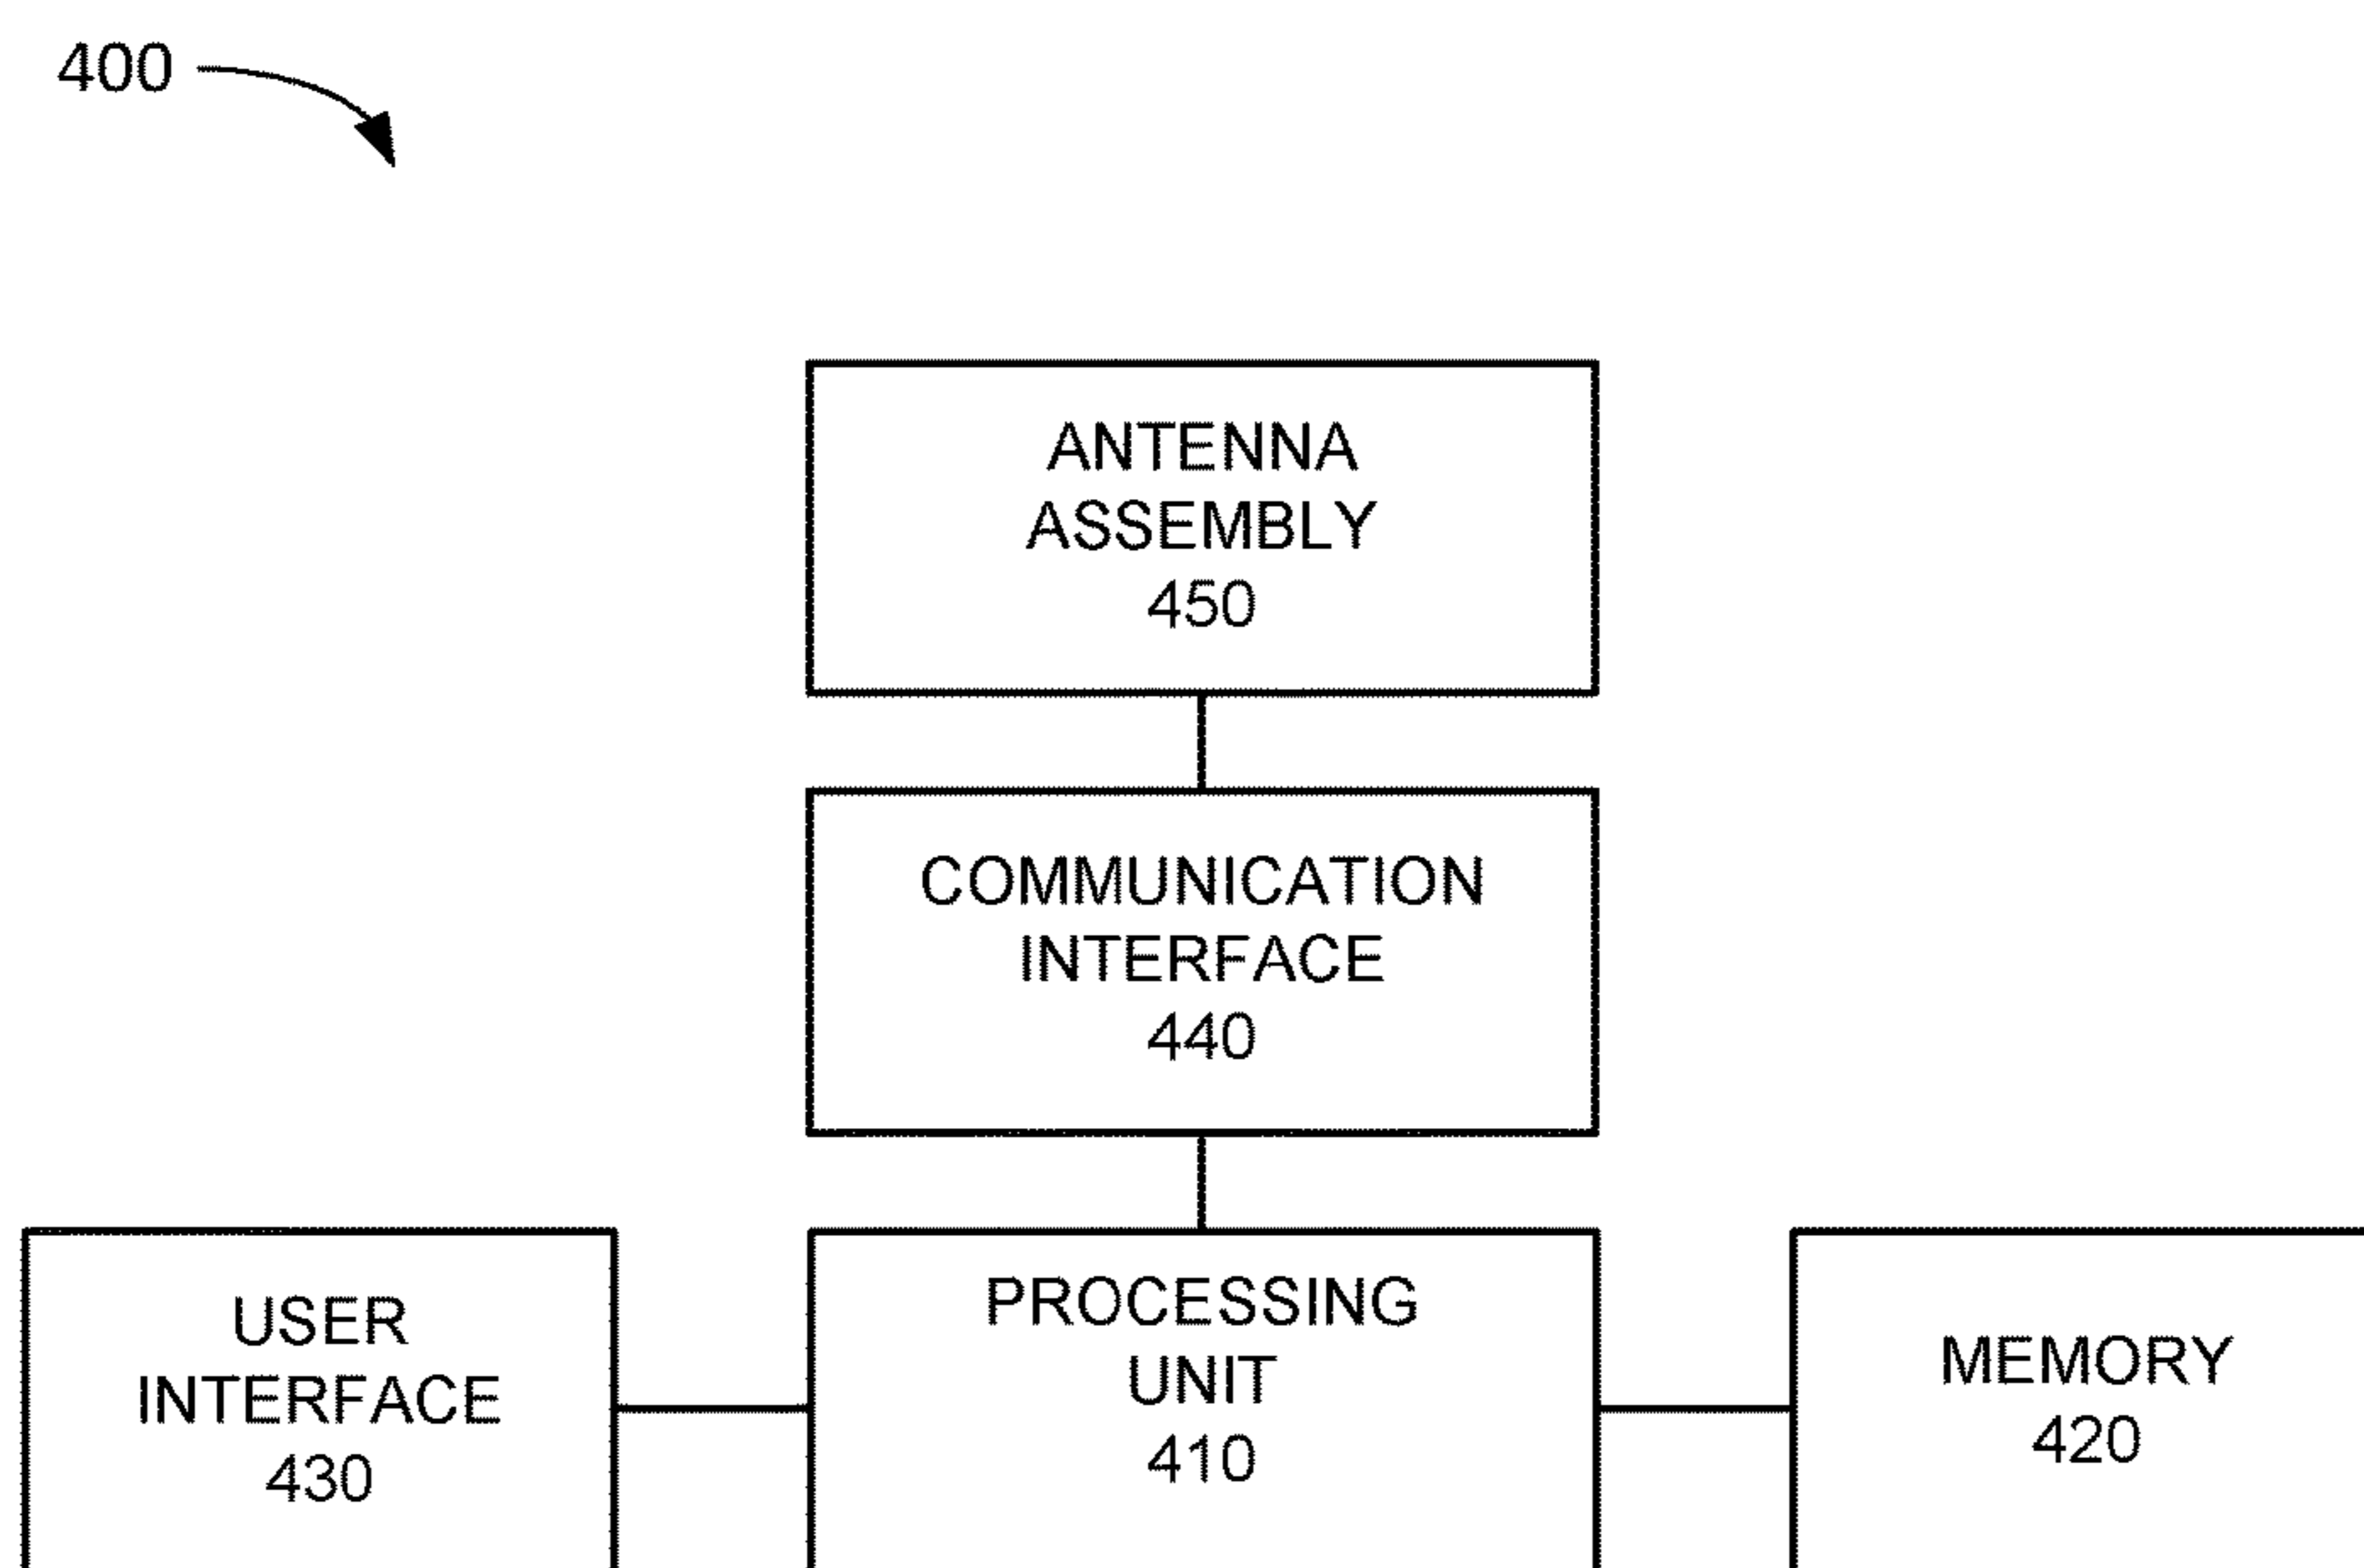 400
ANTENNA
ASSEMBLY
450
COMMUNICATION
INTERFACE
440
USER
INTERFACE
430
PROCESSING
UNIT
410
MEMORY
420